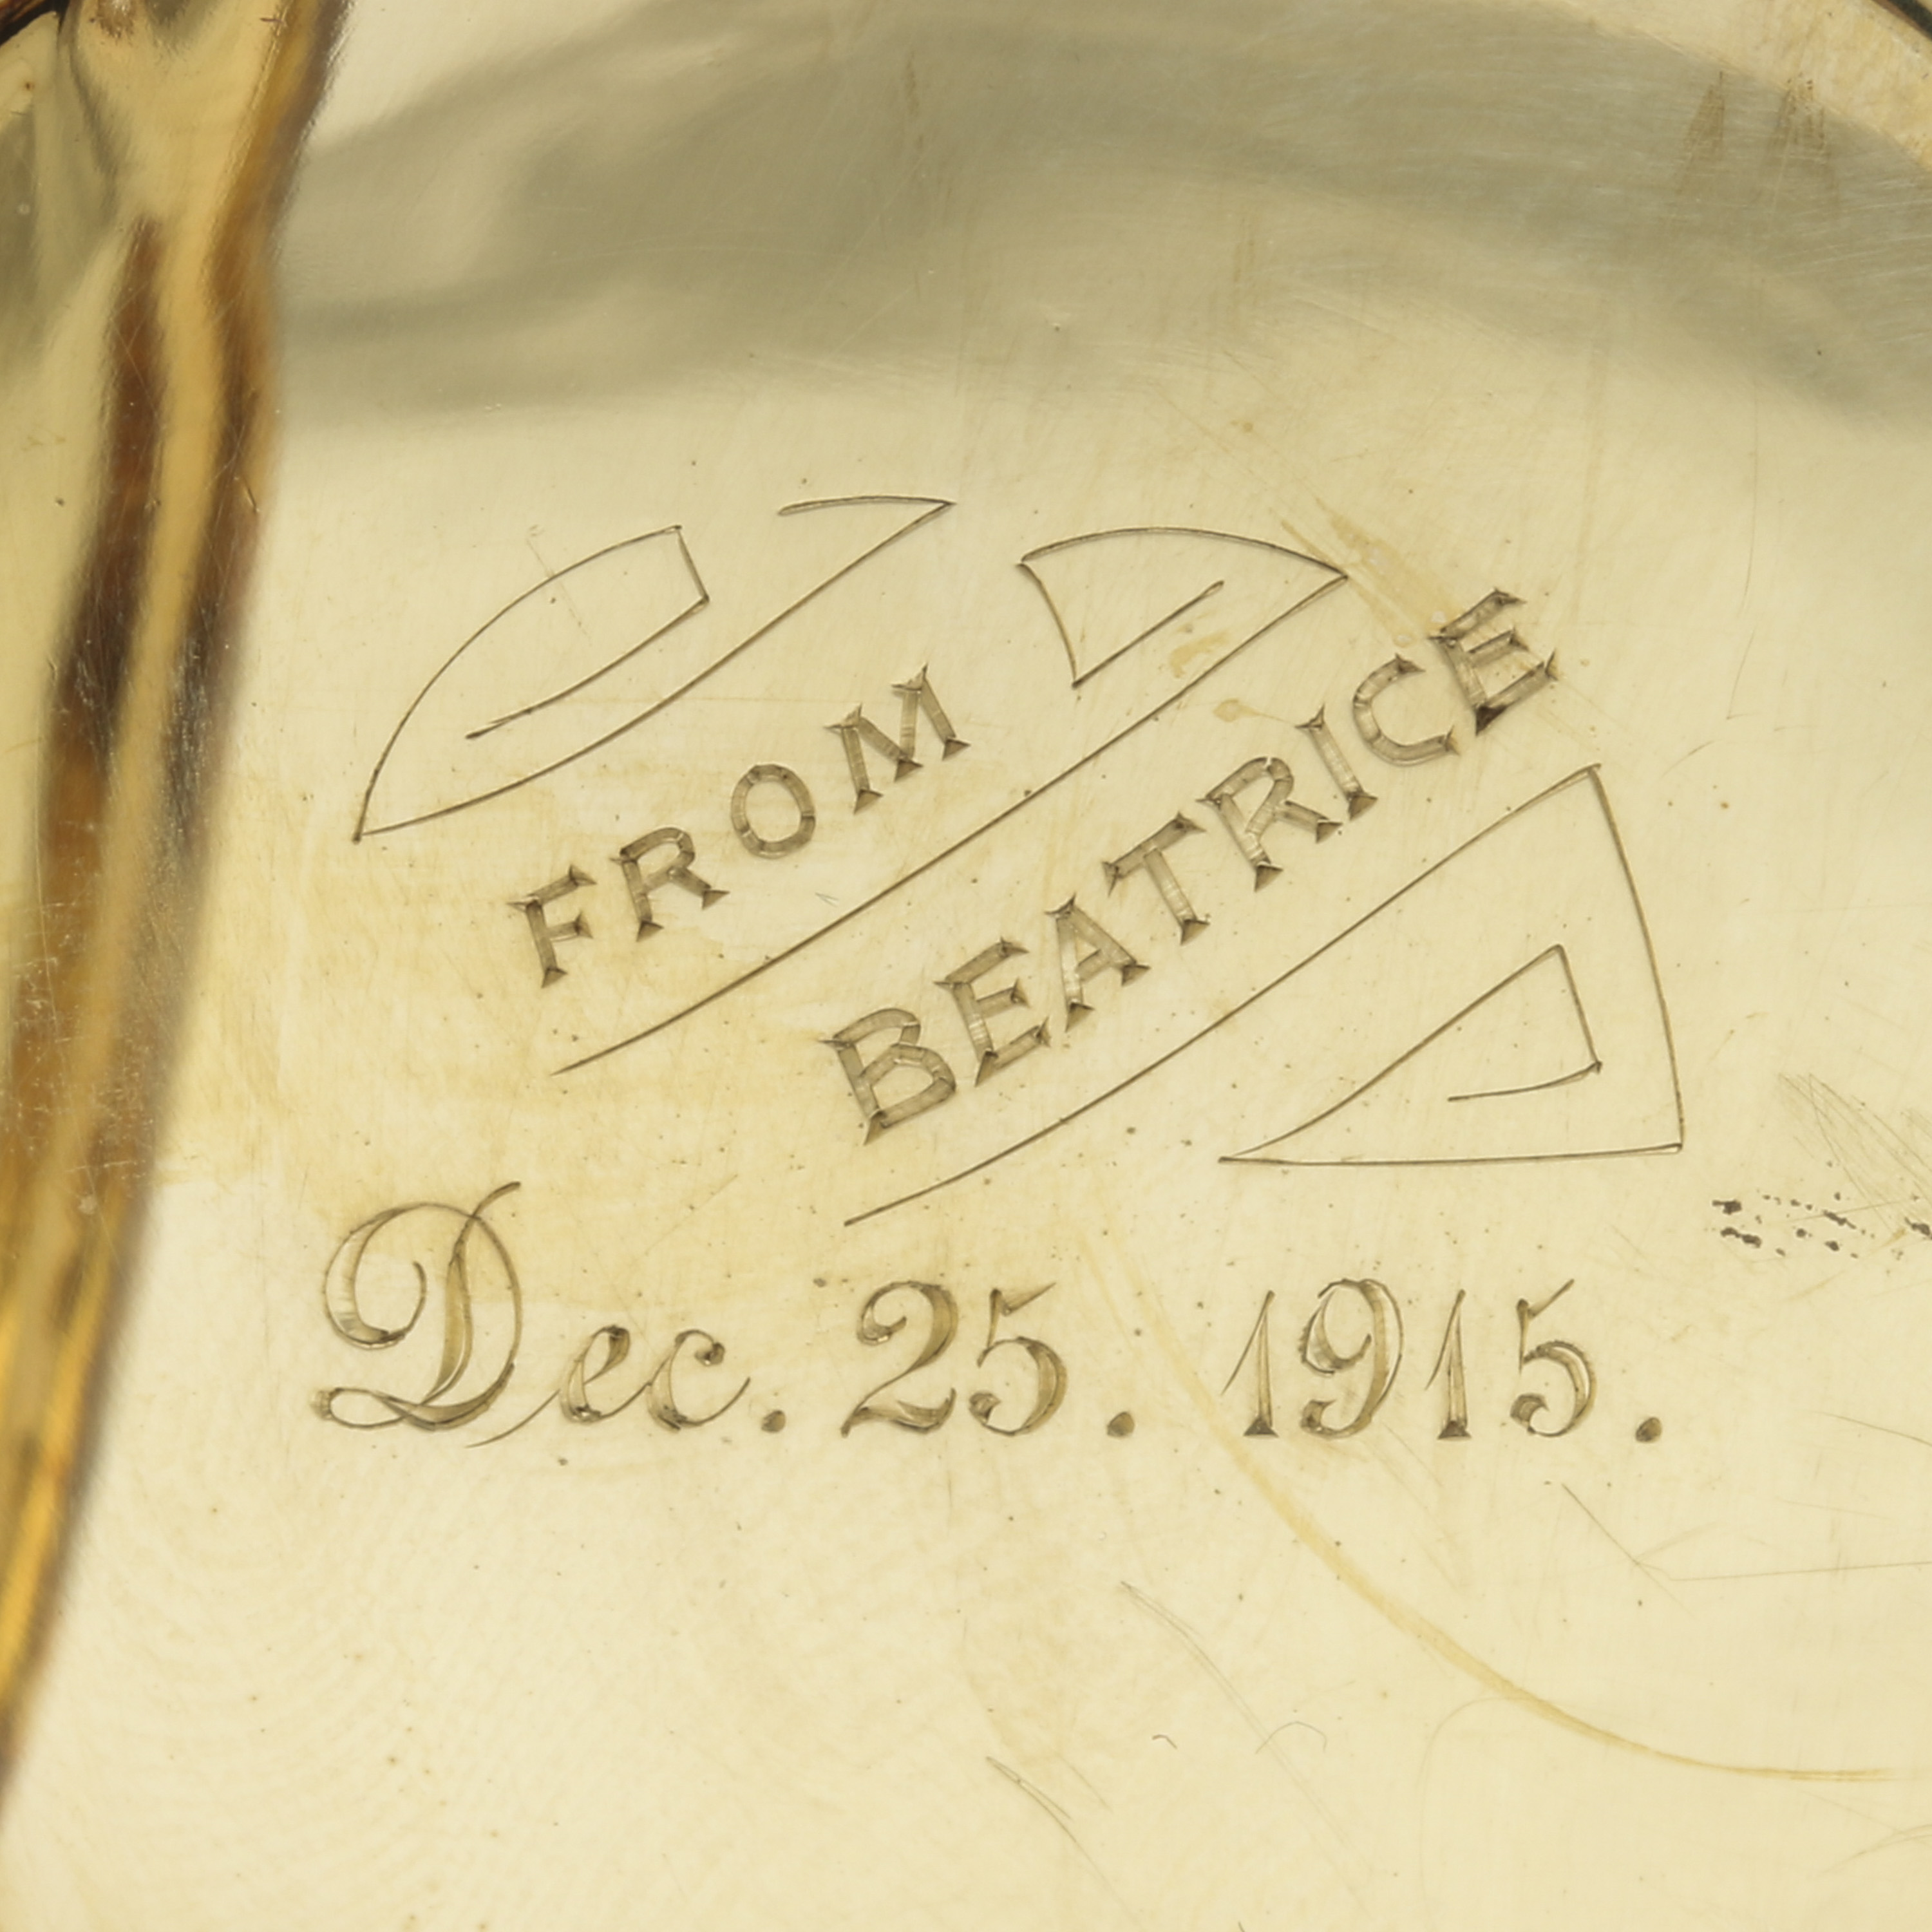 FROM
BEATRICE
Dec. 25. 1915.